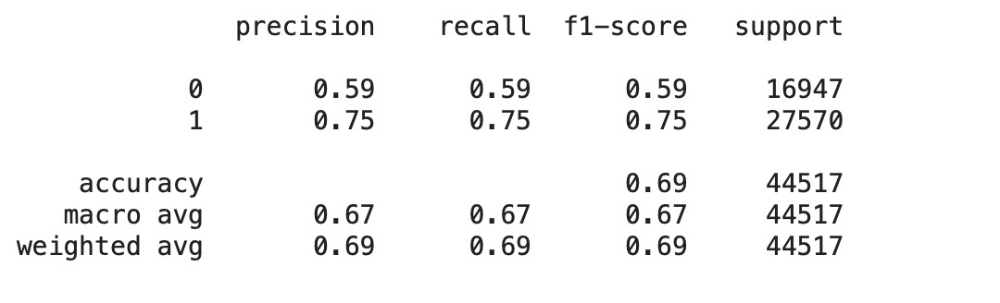 precision recall f1-score support
0 0.59 0.59 0.59 16947
1 0.75 0.75 0.75 27570
accuracy 0.69 44517
macro avg 0.67 0.67 0.67 44517
weighted avg 0.69 0.69 0.69 44517